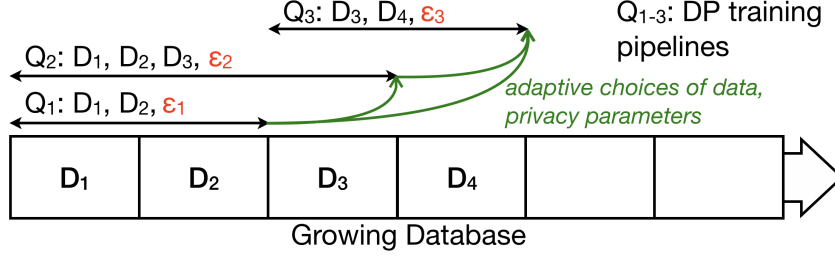 Q₃: D₃, D₄, ε₃
Q₁₋₃: DP training
pipelines
Q₂: D₁, D₂, D₃, ε₂
adaptive choices of data,
privacy parameters
Q₁: D₁, D₂, ε₁
D₁ D₂ D₃ D₄
Growing Database